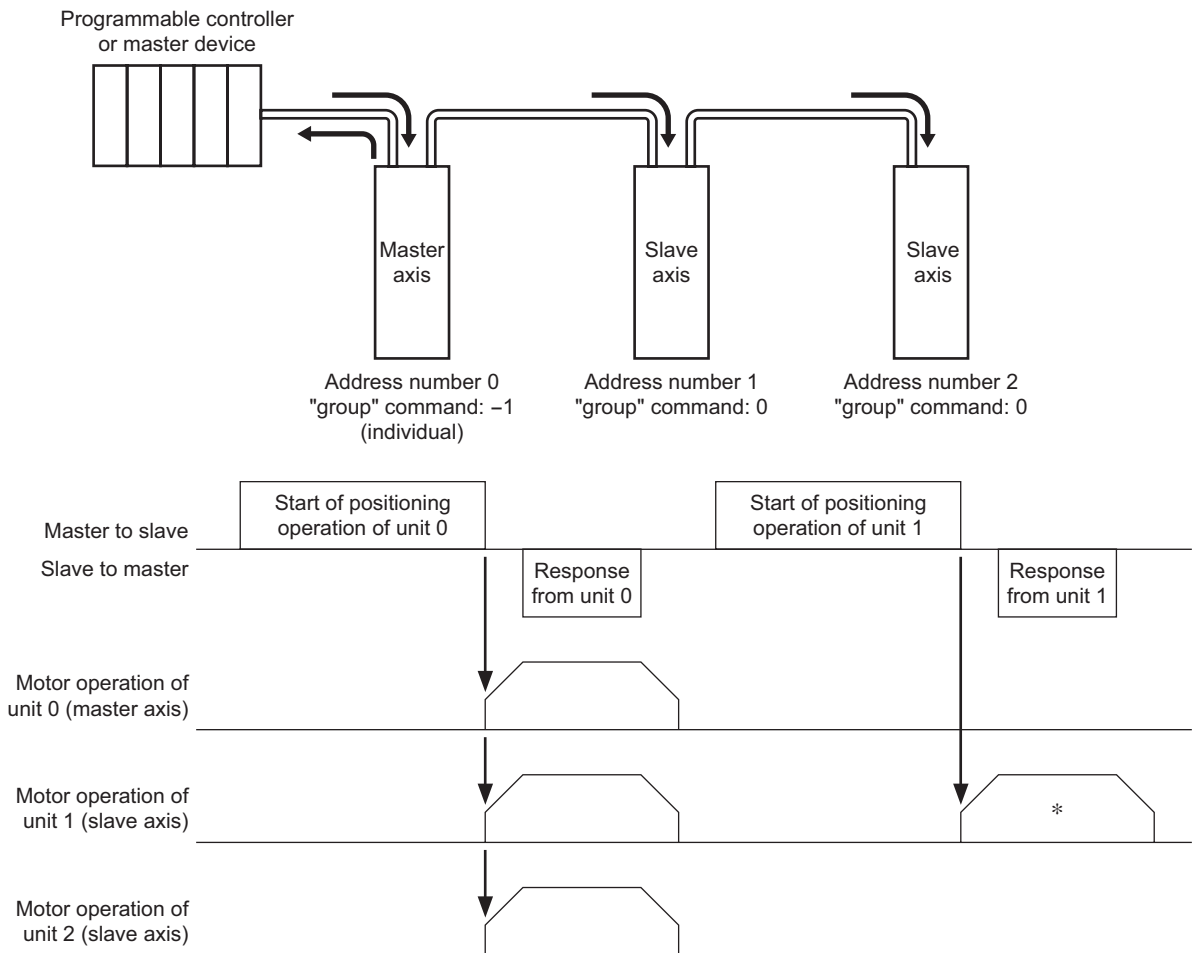 Programmable controller
or master device
Master
axis
Slave
axis
Slave
axis
Address number 0
"group" command: −1
(individual)
Address number 1
"group" command: 0
Address number 2
"group" command: 0
Master to slave
Slave to master
Start of positioning
operation of unit 0
Response
from unit 0
Start of positioning
operation of unit 1
Response
from unit 1
Motor operation of
unit 0 (master axis)
Motor operation of
unit 1 (slave axis)
*
Motor operation of
unit 2 (slave axis)